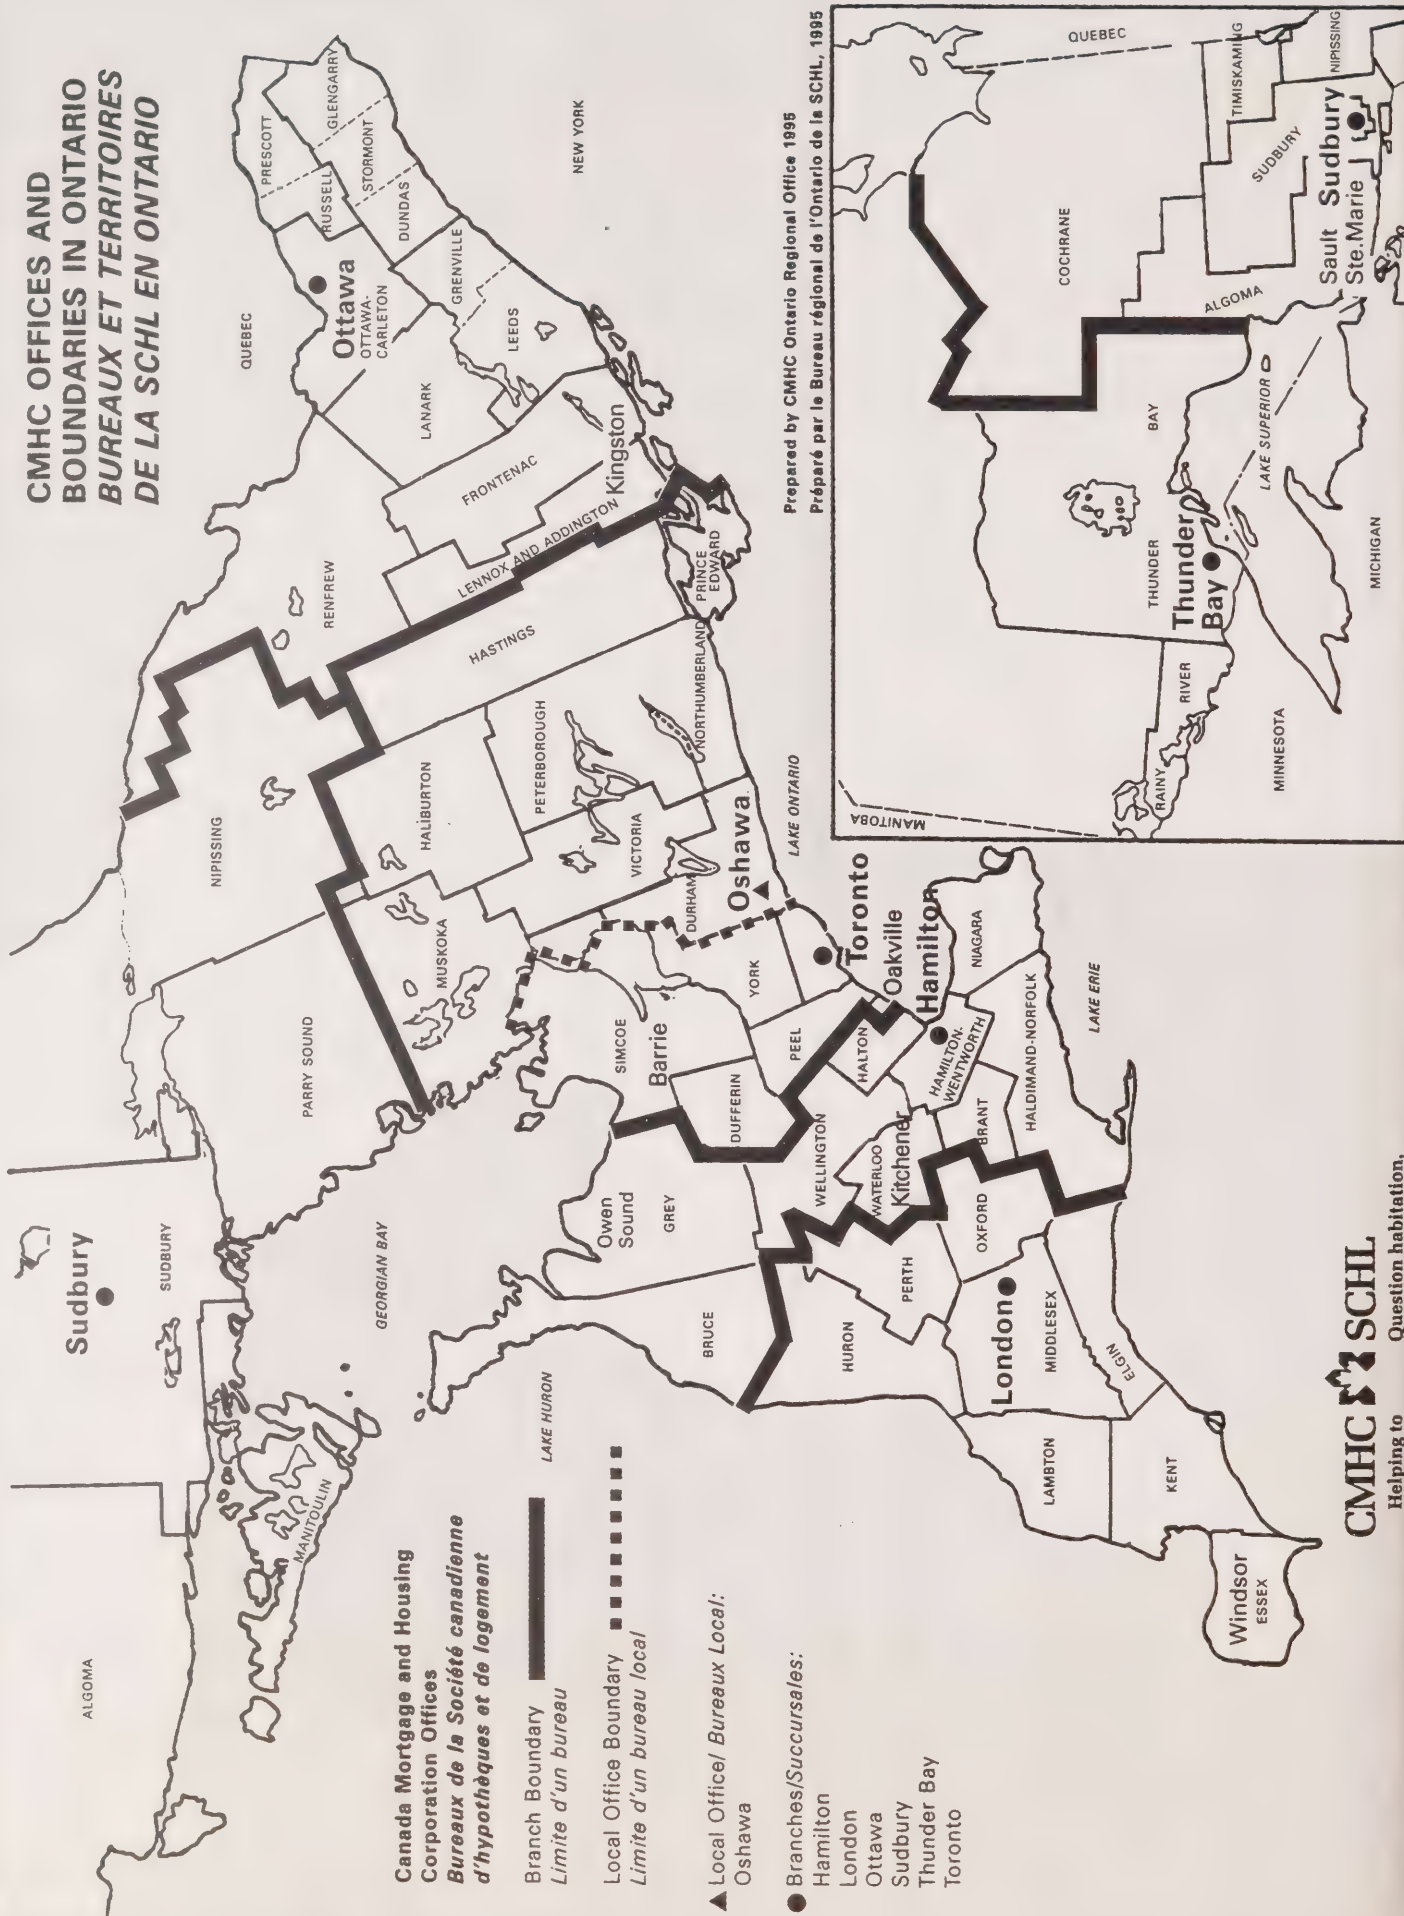 CMHC OFFICES AND
BOUNDARIES IN ONTARIO
BUREAUX ET TERRITOIRES
DE LA SCHL EN ONTARIO
ALGOMA
Sudbury
SUDBURY
MANITOULIN
GEORGIAN BAY
LAKE HURON
PARRY SOUND
NIPISSING
MUSKOKA
HALIBURTON
RENFREW
QUEBEC
PRESCOTT
GLENGARRY
RUSSELL
STORMONT
DUNDAS
Ottawa
OTTAWA-
CARLETON
GRENVILLE
LEEDS
LANARK
FRONTENAC
Kingston
LENNOX AND ADDINGTON
HASTINGS
PRINCE
EDWARD
NEW YORK
PETERBOROUGH
NORTHUMBERLAND
VICTORIA
DURHAM
Oshawa
LAKE ONTARIO
SIMCOE
Barrie
YORK
Toronto
Oakville
Hamilton
PEEL
HALTON
DUFFERIN
Owen
Sound
GREY
BRUCE
WELLINGTON
WATERLOO
Kitchener
HAMILTON-
WENTWORTH
NIAGARA
BRANT
HALDIMAND-NORFOLK
LAKE ERIE
HURON
PERTH
OXFORD
London
MIDDLESEX
ELGIN
LAMBTON
KENT
Windsor
ESSEX
Canada Mortgage and Housing
Corporation Offices
Bureaux de la Société canadienne
d'hypothèques et de logement
Branch Boundary
Limite d'un bureau
Local Office Boundary
Limite d'un bureau local
▲ Local Office/ Bureaux Local:
Oshawa
● Branches/Succursales:
Hamilton
London
Ottawa
Sudbury
Thunder Bay
Toronto
Prepared by CMHC Ontario Regional Office 1995
Préparé par le Bureau régional de l'Ontario de la SCHL, 1995
MANITOBA
QUEBEC
COCHRANE
TIMISKAMING
NIPISSING
SUDBURY
Sudbury
Sault
Ste.Marie
ALGOMA
THUNDER
BAY
Thunder
Bay
RAINY
RIVER
LAKE SUPERIOR
MINNESOTA
MICHIGAN
CMHC SCHL
Helping to
Question habitation,